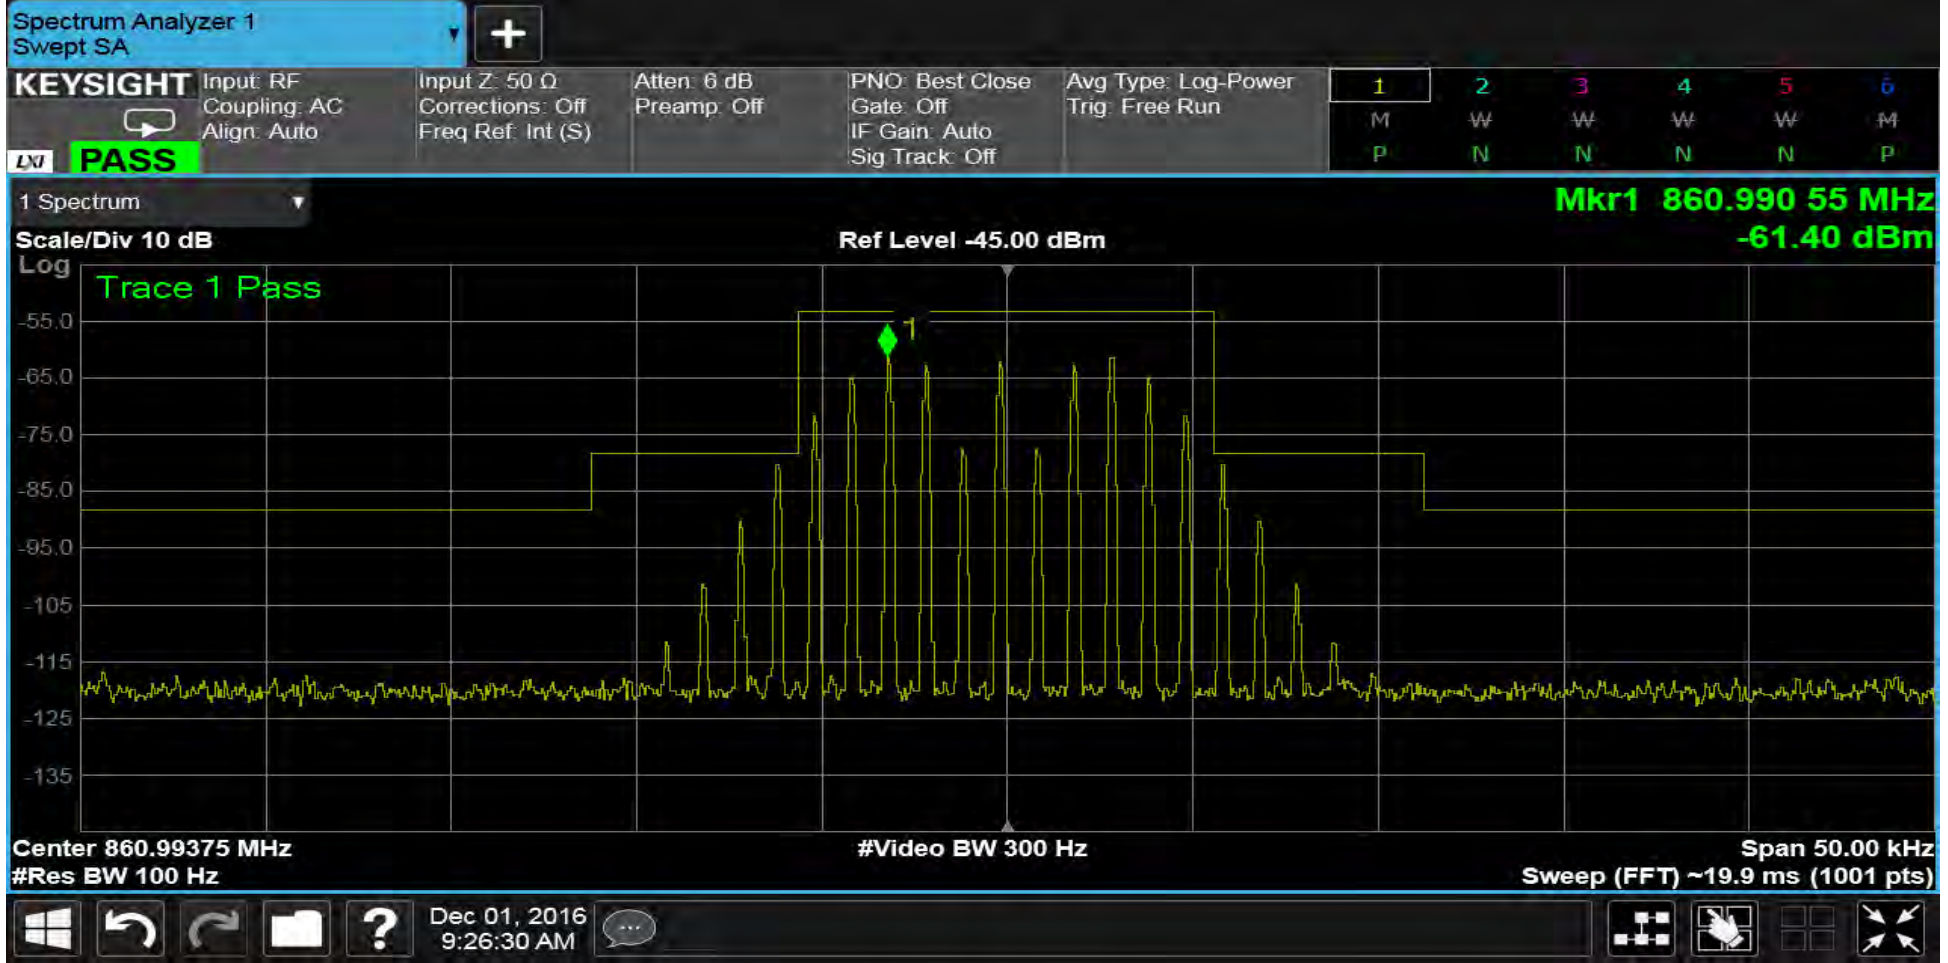 Spectrum Analyzer 1
Swept SA
KEYSIGHT
Input: RF
Coupling: AC
Align: Auto
LXI
PASS
Input Z: 50 Ω
Corrections: Off
Freq Ref: Int (S)
Atten: 6 dB
Preamp: Off
PNO: Best Close
Gate: Off
IF Gain: Auto
Sig Track: Off
Avg Type: Log-Power
Trig: Free Run
1 2 3 4 5 6
M W W W W M
P N N N N P
1 Spectrum
Mkr1 860.990 55 MHz
-61.40 dBm
Scale/Div 10 dB
Ref Level -45.00 dBm
Log
Trace 1 Pass
1
-55.0
-65.0
-75.0
-85.0
-95.0
-105
-115
-125
-135
Center 860.99375 MHz
#Video BW 300 Hz
Span 50.00 kHz
#Res BW 100 Hz
Sweep (FFT) ~19.9 ms (1001 pts)
?
Dec 01, 2016
9:26:30 AM